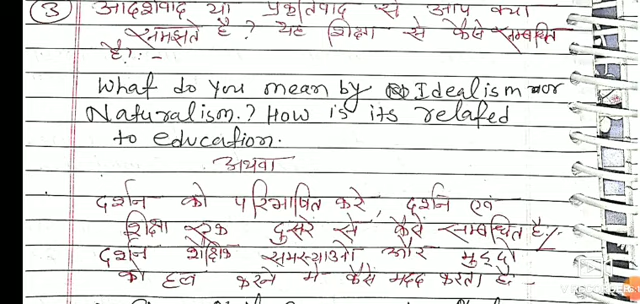 ③ आदर्शवाद या प्रकृतिवाद से आप क्या
समझते है ? यह शिक्षा से कैसे सम्बंधित
है ? : -
What do you mean by Idealism or
Naturalism. ? How is its related
to education.
अथवा
दर्शन को परिभाषित करे, दर्शन एवं
शिक्षा एक दुसरे से कैसे सम्बंधित है ?/
दर्शन शैक्षिक समस्याओं और मुद्दो
को हल करने मे कैसे मदद करता है -